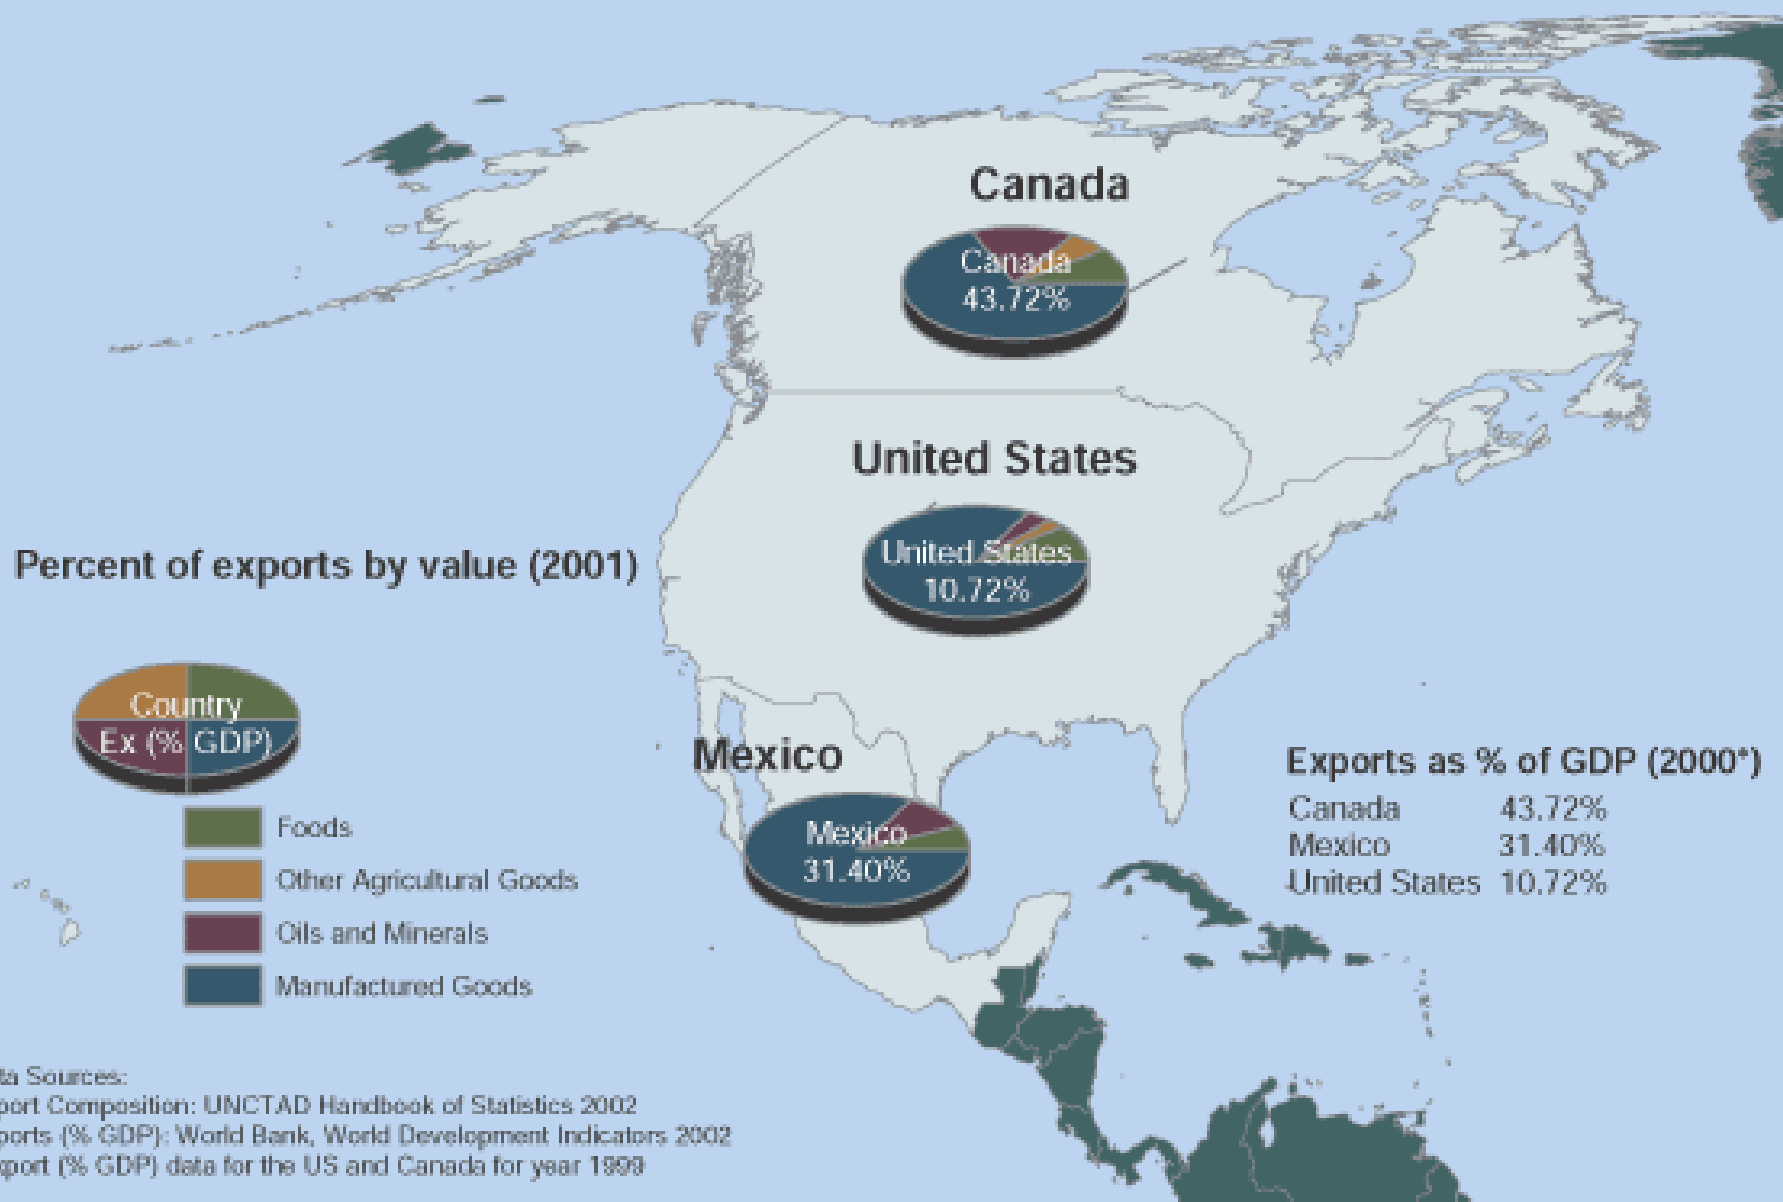 Canada
Canada
43.72%
United States
United States
10.72%
Percent of exports by value (2001)
Country
Ex (% GDP)
Foods
Other Agricultural Goods
Oils and Minerals
Manufactured Goods
Mexico
Mexico
31.40%
Exports as % of GDP (2000*)
Canada 43.72%
Mexico 31.40%
United States 10.72%
ta Sources:
port Composition: UNCTAD Handbook of Statistics 2002
ports (% GDP): World Bank, World Development Indicators 2002
xport (% GDP) data for the US and Canada for year 1999